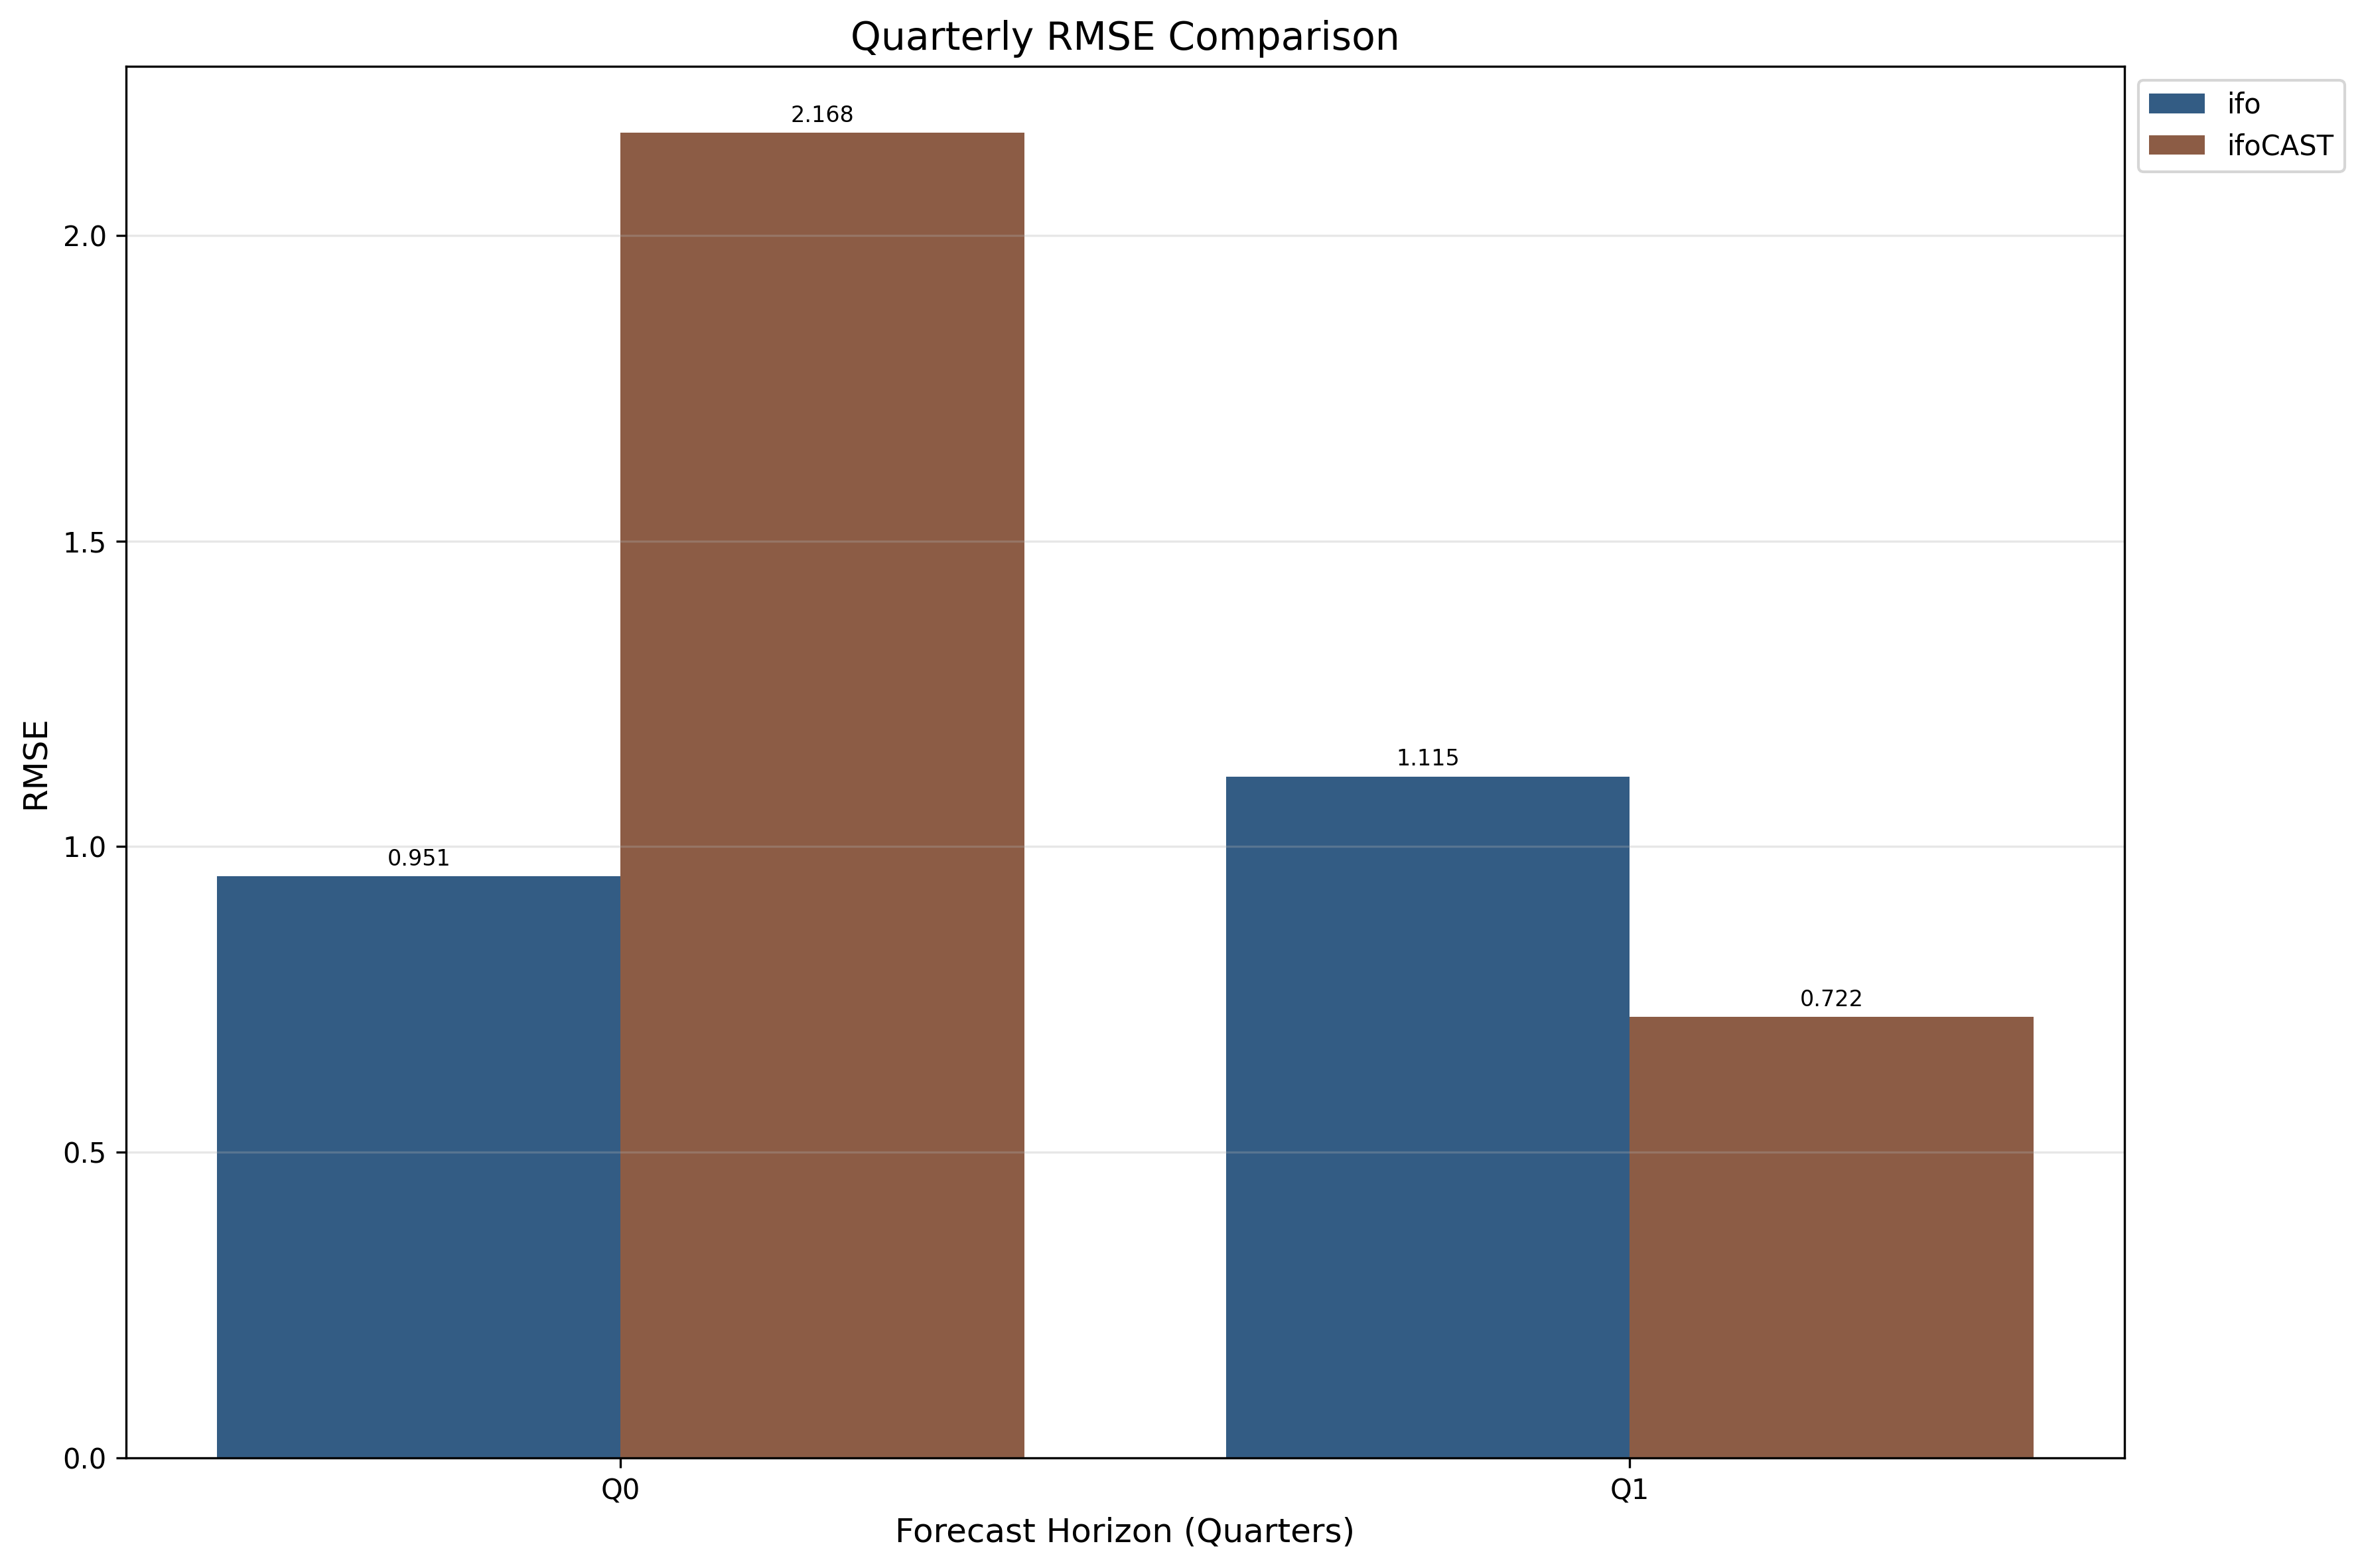 Quarterly RMSE Comparison
ifo
ifoCAST
2.168
2.0
1.5
1.115
1.0
0.951
0.722
0.5
0.0
RMSE
Q0
Q1
Forecast Horizon (Quarters)